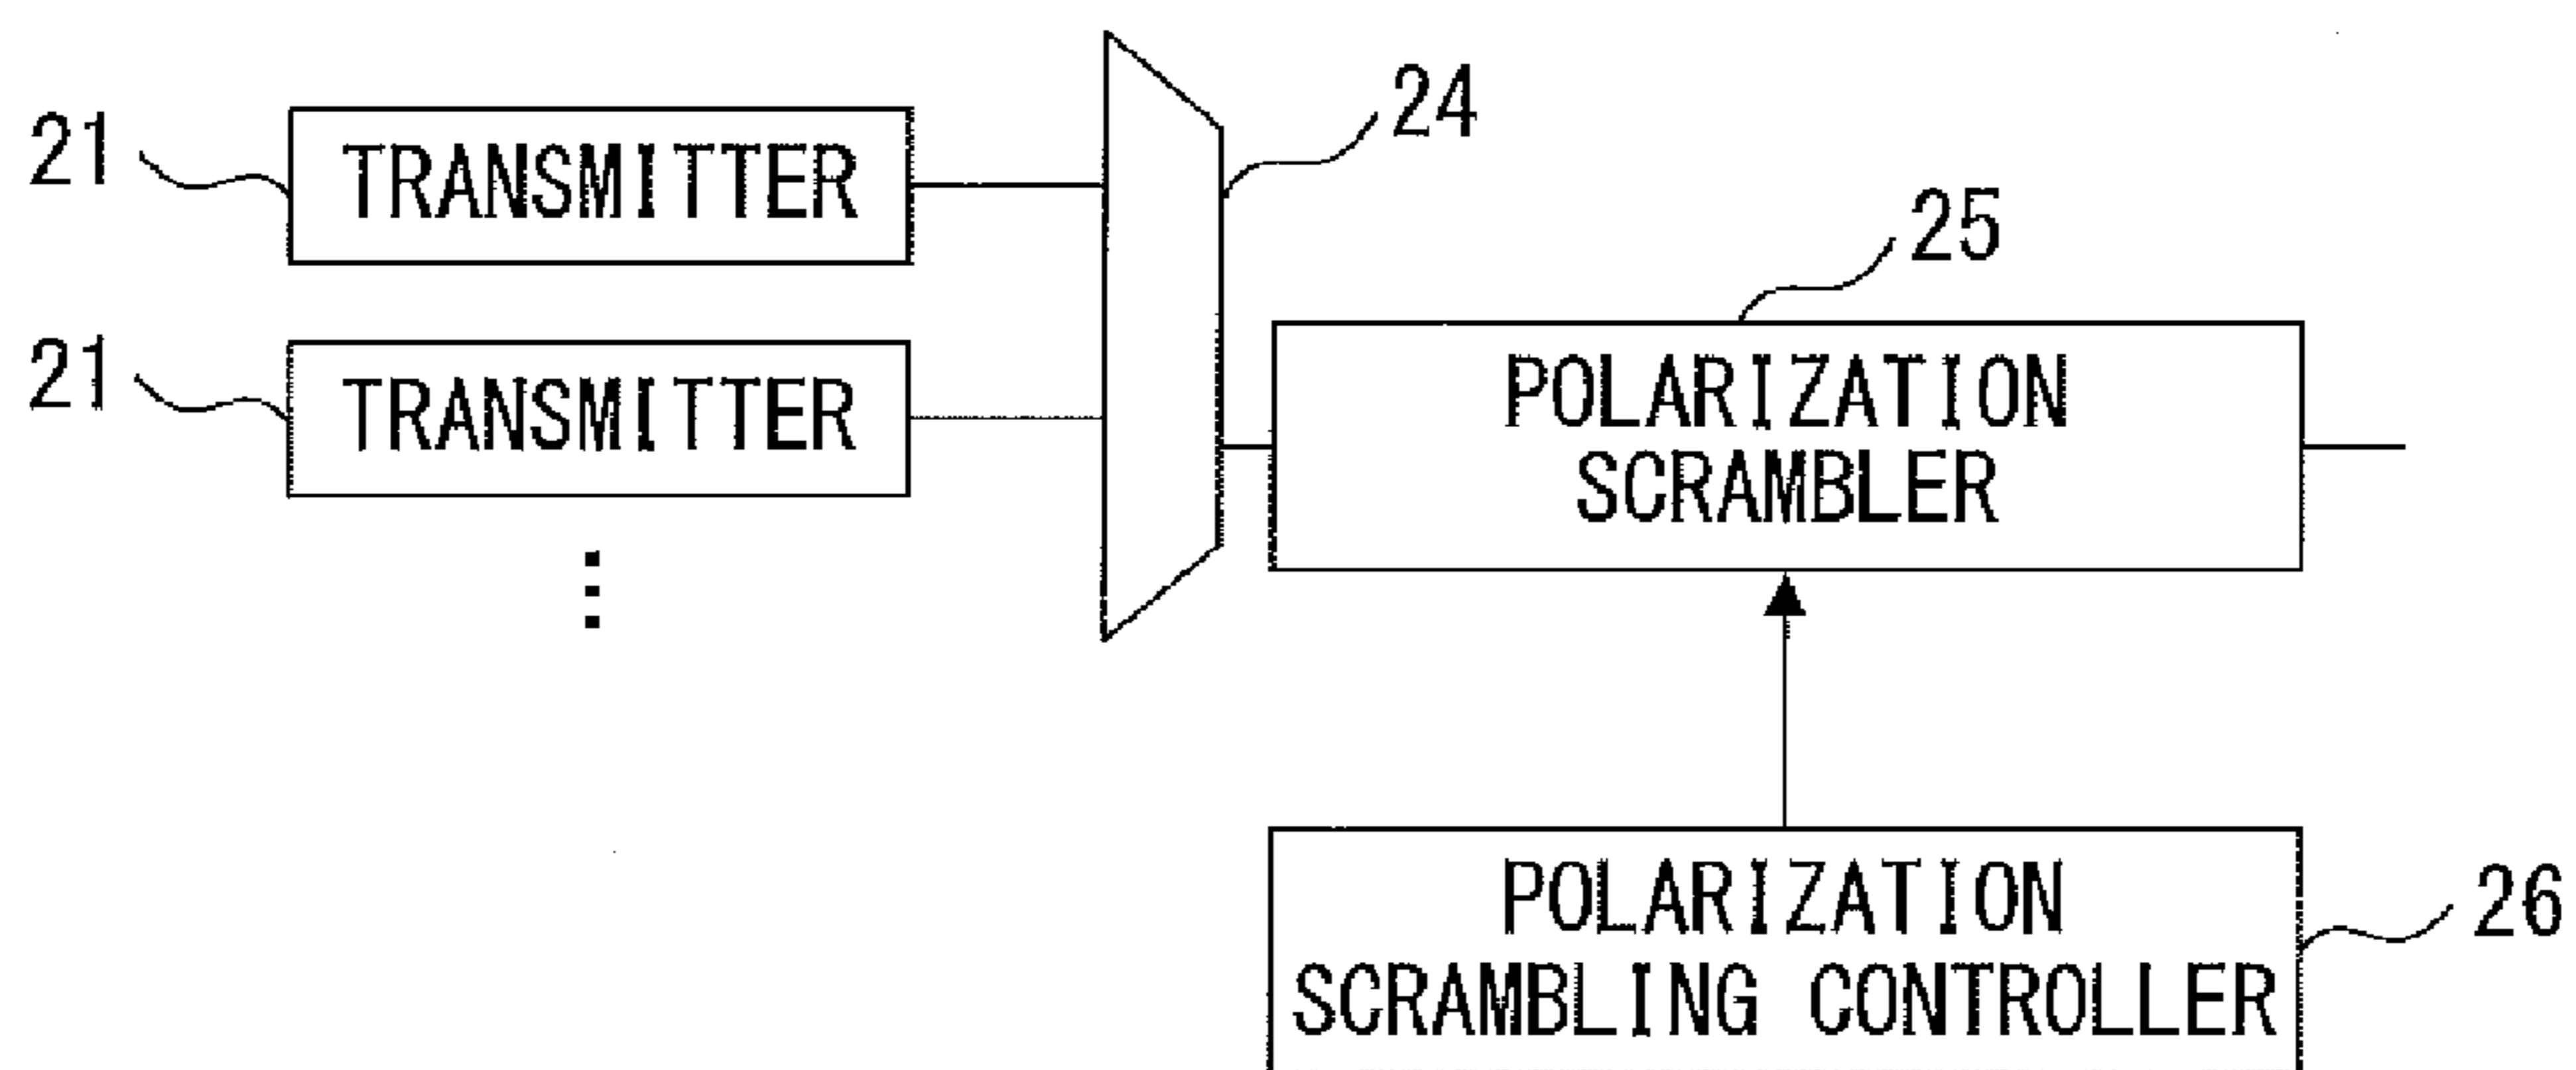 24
21 TRANSMITTER
25
21 TRANSMITTER
POLARIZATION
SCRAMBLER
POLARIZATION
26
SCRAMBLING CONTROLLER